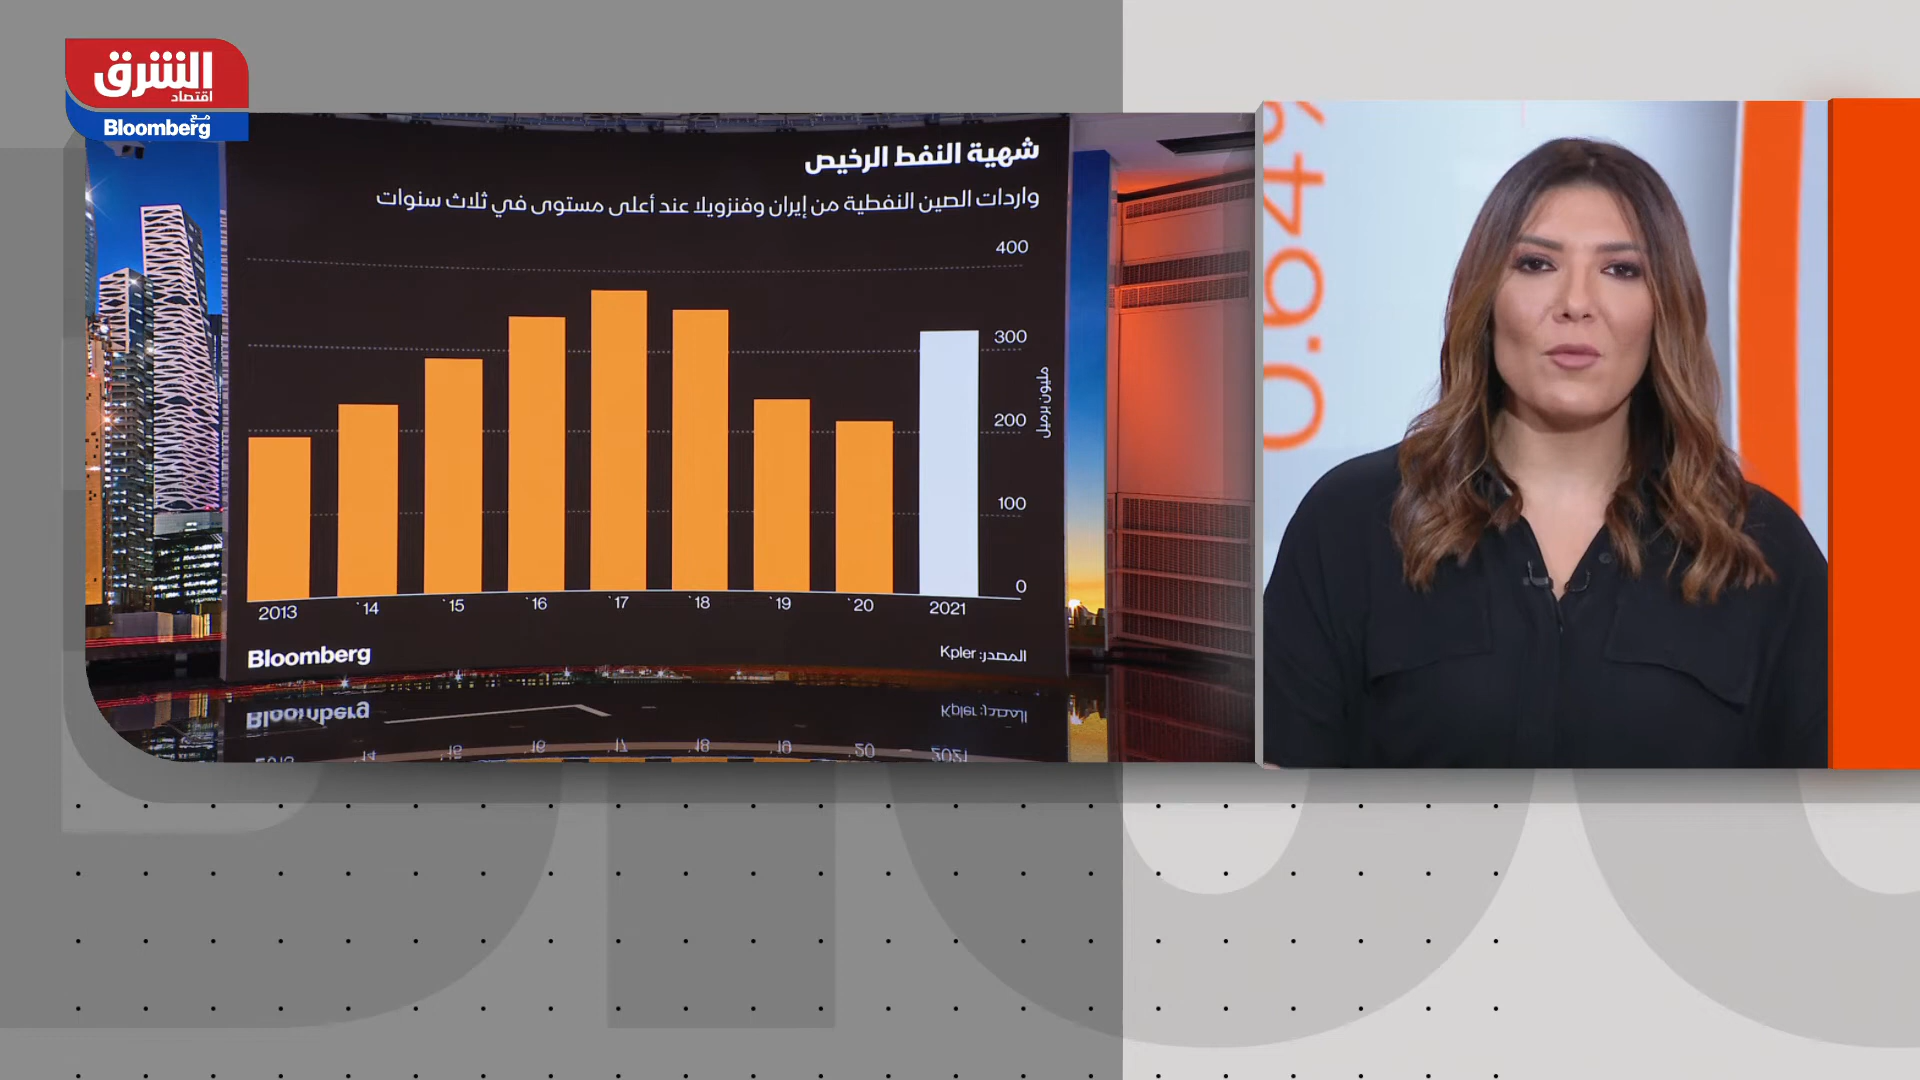 الشرق
اقتصاد
مع
Bloomberg
شهية النفط الرخيص
واردات الصين النفطية من إيران وفنزويلا عند أعلى مستوى في ثلاث سنوات
400
300
200
100
0
مليون برميل
2013 '14 '15 '16 '17 '18 '19 '20 2021
Bloomberg
المصدر: Kpler
0.64%